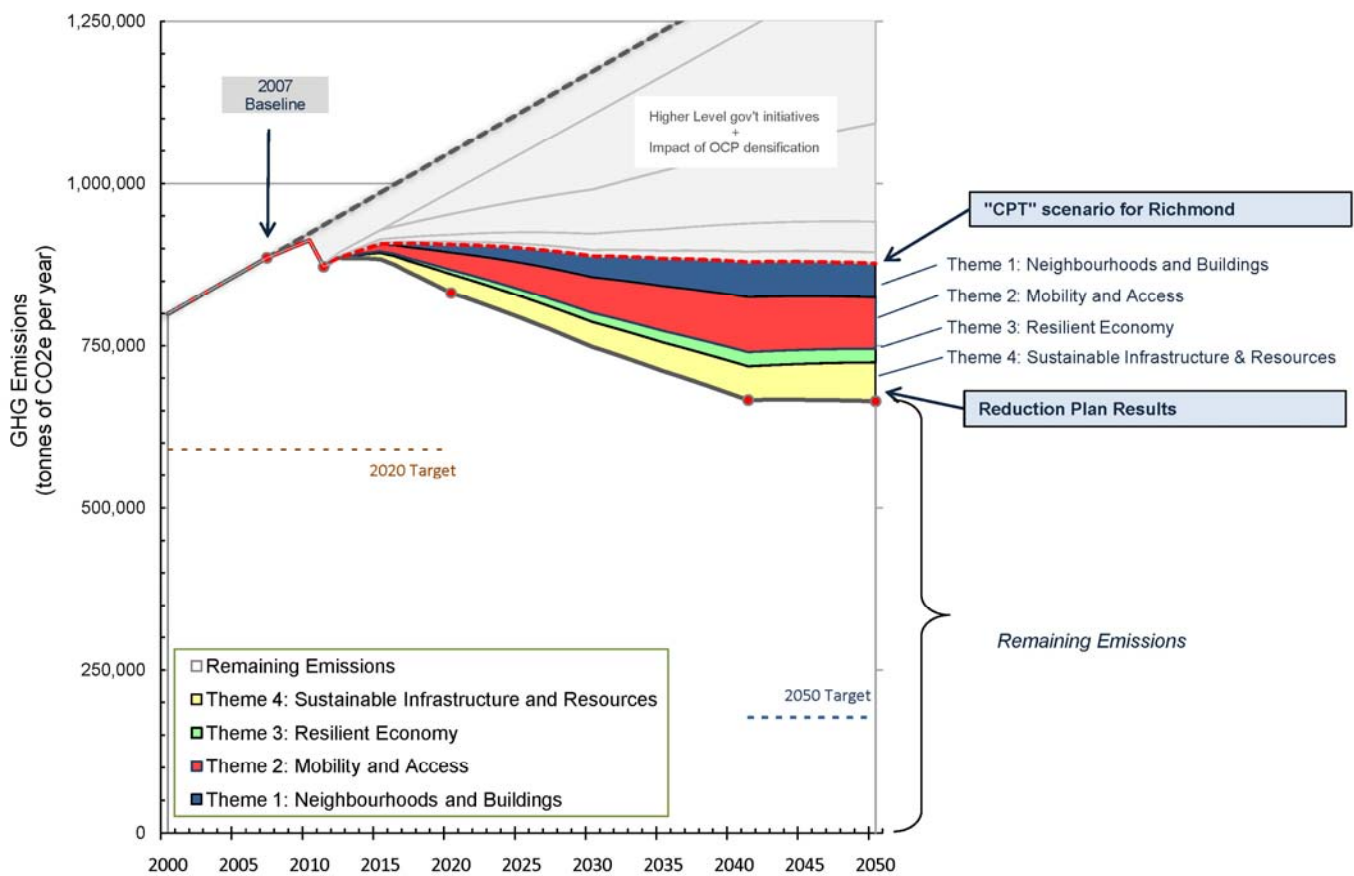 1,250,000
1,000,000
750,000
500,000
250,000
0
GHG Emissions
(tonnes of CO2e per year)
2007
Baseline
Higher Level gov't initiatives
+
Impact of OCP densification
"CPT" scenario for Richmond
Theme 1: Neighbourhoods and Buildings
Theme 2: Mobility and Access
Theme 3: Resilient Economy
Theme 4: Sustainable Infrastructure & Resources
Reduction Plan Results
2020 Target
Remaining Emissions
2050 Target
Remaining Emissions
Theme 4: Sustainable Infrastructure and Resources
Theme 3: Resilient Economy
Theme 2: Mobility and Access
Theme 1: Neighbourhoods and Buildings
2000 2005 2010 2015 2020 2025 2030 2035 2040 2045 2050